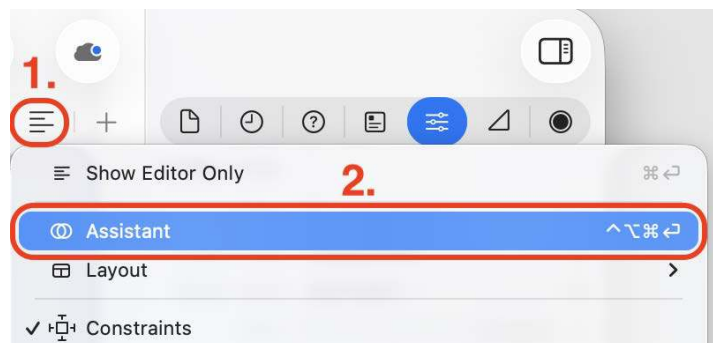 1.
Show Editor Only 2. ⌘↩
Assistant ^⌥⌘↩
Layout
Constraints